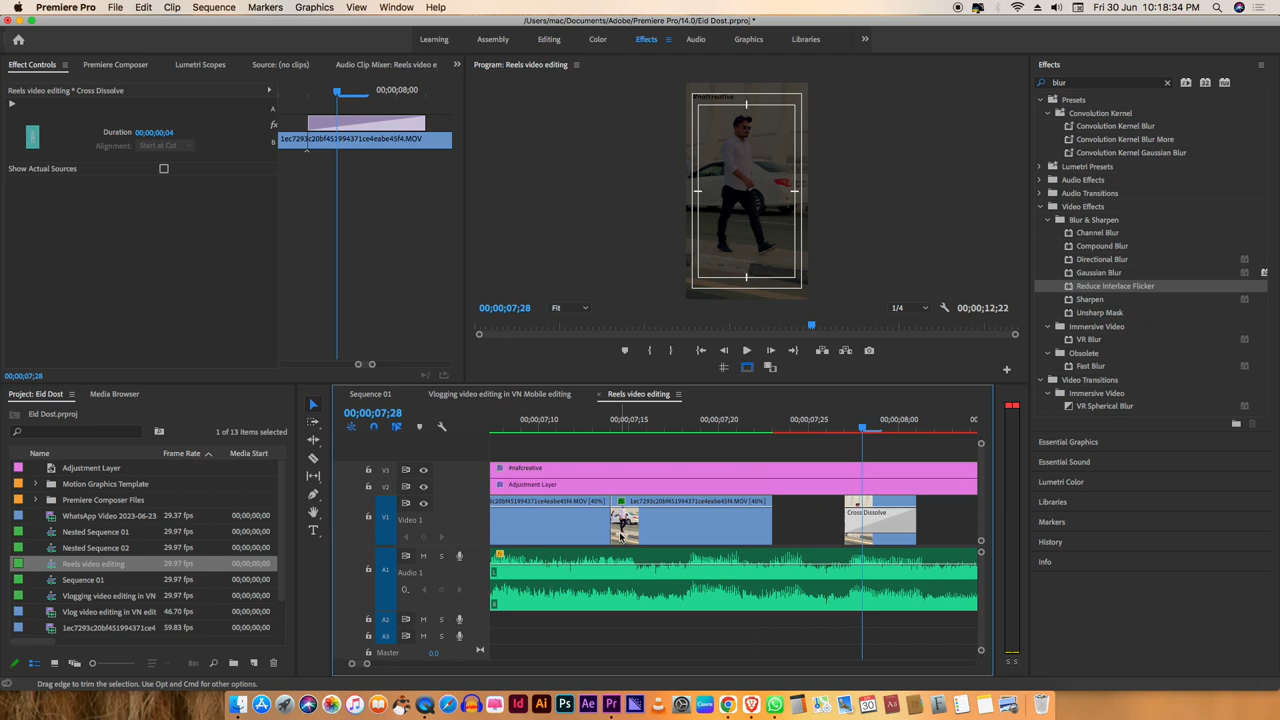 Premiere Pro File Edit Clip Sequence Markers Graphics View Window Help Fri 30 Jun 10:18:34 PM
/Users/mac/Documents/Adobe/Premiere Pro/14.0/Eid Dost.prproj *
Learning Assembly Editing Color Effects Audio Graphics Libraries
Effect Controls Premiere Composer Lumetri Scopes Source: (no clips) Audio Clip Mixer: Reels video e
Program: Reels video editing
Effects
Reels video editing * Cross Dissolve
00;00;08;00
blur
A
fx
B
1ec7293c20bf451994371ce4eabe45f4.MOV
Duration 00;00;00;04
Alignment: Start at Cut
Show Actual Sources
#nafcreative
Presets
Convolution Kernel
Convolution Kernel Blur
Convolution Kernel Blur More
Convolution Kernel Gaussian Blur
Lumetri Presets
Audio Effects
Audio Transitions
Video Effects
Blur & Sharpen
Channel Blur
Compound Blur
Directional Blur
Gaussian Blur
Reduce Interlace Flicker
Sharpen
Unsharp Mask
Immersive Video
VR Blur
Obsolete
Fast Blur
Video Transitions
Immersive Video
VR Spherical Blur
Essential Graphics
Essential Sound
Lumetri Color
Libraries
Markers
History
Info
00;00;07;28 Fit 1/4 00;00;12;22
00;00;07;28
Project: Eid Dost Media Browser
Eid Dost.prproj
1 of 13 items selected
Name Frame Rate Media Start
Adjustment Layer
Motion Graphics Template
Premiere Composer Files
WhatsApp Video 2023-06-23 29.97 fps 00;00;00;00
Nested Sequence 01 29.97 fps 00;00;00;00
Nested Sequence 02 29.97 fps 00;00;00;00
Reels video editing 29.97 fps 00;00;00;00
Sequence 01 29.97 fps 00;00;00;00
Vlogging video editing in VN 29.97 fps 00;00;00;00
Vlog video editing in VN edit 46.70 fps 00;00;00;00
1ec7293c20bf451994371ce4 59.83 fps 00;00;00;00
Sequence 01 Vlogging video editing in VN Mobile editing × Reels video editing
00;00;07;28
00;00;07;10 00;00;07;15 00;00;07;20 00;00;07;25 00;00;08;00
V3 #nafcreative
V2 Adjustment Layer
V1 Video 1
c20bf451994371ce4eabe45f4.MOV [40%] 1ec7293c20bf451994371ce4eabe45f4.MOV [40%]
Cross Dissolve
A1 M S
Audio 1
L
R
A2 M S
A3 M S
Master 0.0
S S
Drag edge to trim the selection. Use Opt and Cmd for other options.
Id Ai Ps Ae Pr Canva 30 Aa